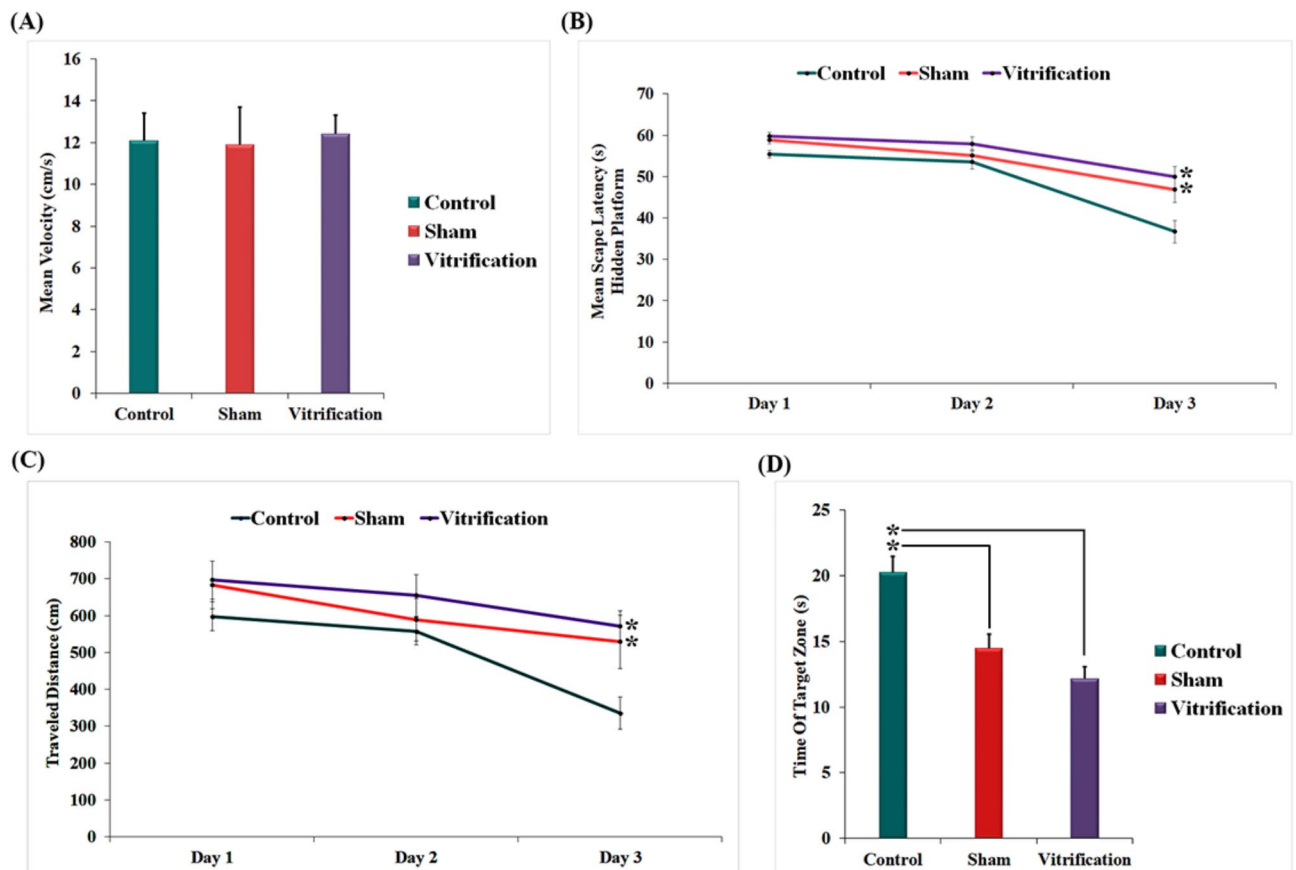 (A)
Mean Velocity (cm/s)
16
14
12
10
8
6
4
2
0
Control
Sham
Vitrification
Control Sham Vitrification
(B)
Control Sham Vitrification
Mean Scape Latency (s)
Hidden Platform
70
60
50
40
30
20
10
0
*
*
Day 1 Day 2 Day 3
(C)
Control Sham Vitrification
Traveled Distance (cm)
800
700
600
500
400
300
200
100
0
*
*
Day 1 Day 2 Day 3
(D)
Time Of Target Zone (s)
25
20
15
10
5
0
*
*
Control
Sham
Vitrification
Control Sham Vitrification